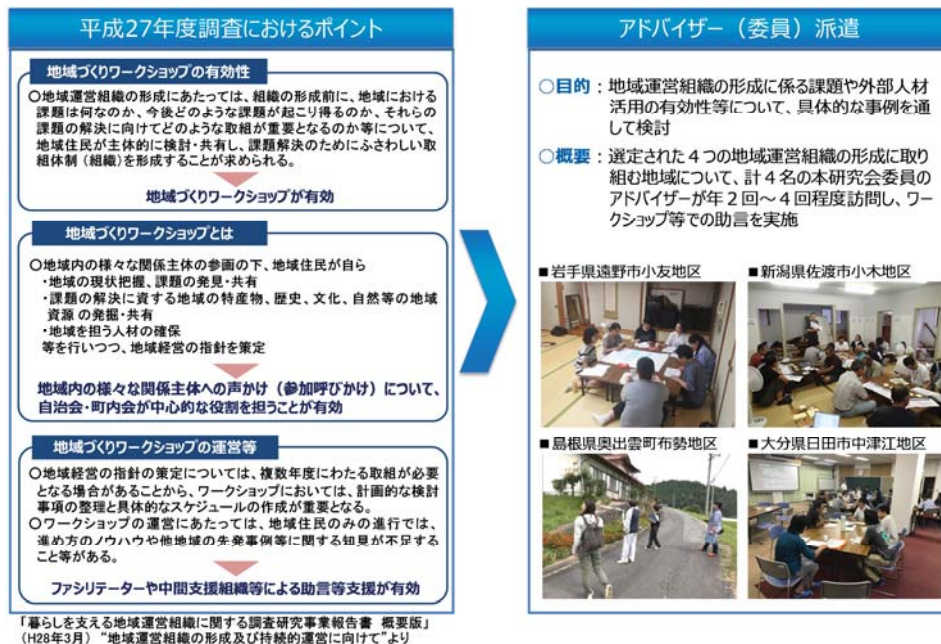 平成27年度調査におけるポイント
地域づくりワークショップの有効性
○地域運営組織の形成にあたっては、組織の形成前に、地域における
課題は何なのか、今後どのような課題が起こり得るのか、それらの
課題の解決に向けてどのような取組が重要となるのか等について、
地域住民が主体的に検討・共有し、課題解決のためにふさわしい取
組体制（組織）を形成することが求められる。
地域づくりワークショップが有効
地域づくりワークショップとは
○地域内の様々な関係主体の参画の下、地域住民が自ら
・地域の現状把握、課題の発見・共有
・課題の解決に資する地域の特産物、歴史、文化、自然等の地域
資源の発掘・共有
・地域を担う人材の確保
等を行いつつ、地域経営の指針を策定
地域内の様々な関係主体への声かけ（参加呼びかけ）について、
自治会・町内会が中心的な役割を担うことが有効
地域づくりワークショップの運営等
○地域経営の指針の策定については、複数年度にわたる取組が必要
となる場合があることから、ワークショップにおいては、計画的な検討
事項の整理と具体的なスケジュールの作成が重要となる。
○ワークショップの運営にあたっては、地域住民のみの進行では、
進め方のノウハウや他地域の先発事例等に関する知見が不足する
こと等がある。
ファシリテーターや中間支援組織等による助言等支援が有効
「暮らしを支える地域運営組織に関する調査研究事業報告書 概要版」
（H28年3月）“地域運営組織の形成及び持続的運営に向けて”より
アドバイザー（委員）派遣
○目的：地域運営組織の形成に係る課題や外部人材
活用の有効性等について、具体的な事例を通
して検討
○概要：選定された４つの地域運営組織の形成に取り
組む地域について、計４名の本研究会委員の
アドバイザーが年２回～４回程度訪問し、ワー
クショップ等での助言を実施
■岩手県遠野市小友地区
■新潟県佐渡市小木地区
■島根県奥出雲町布勢地区
■大分県日田市中津江地区